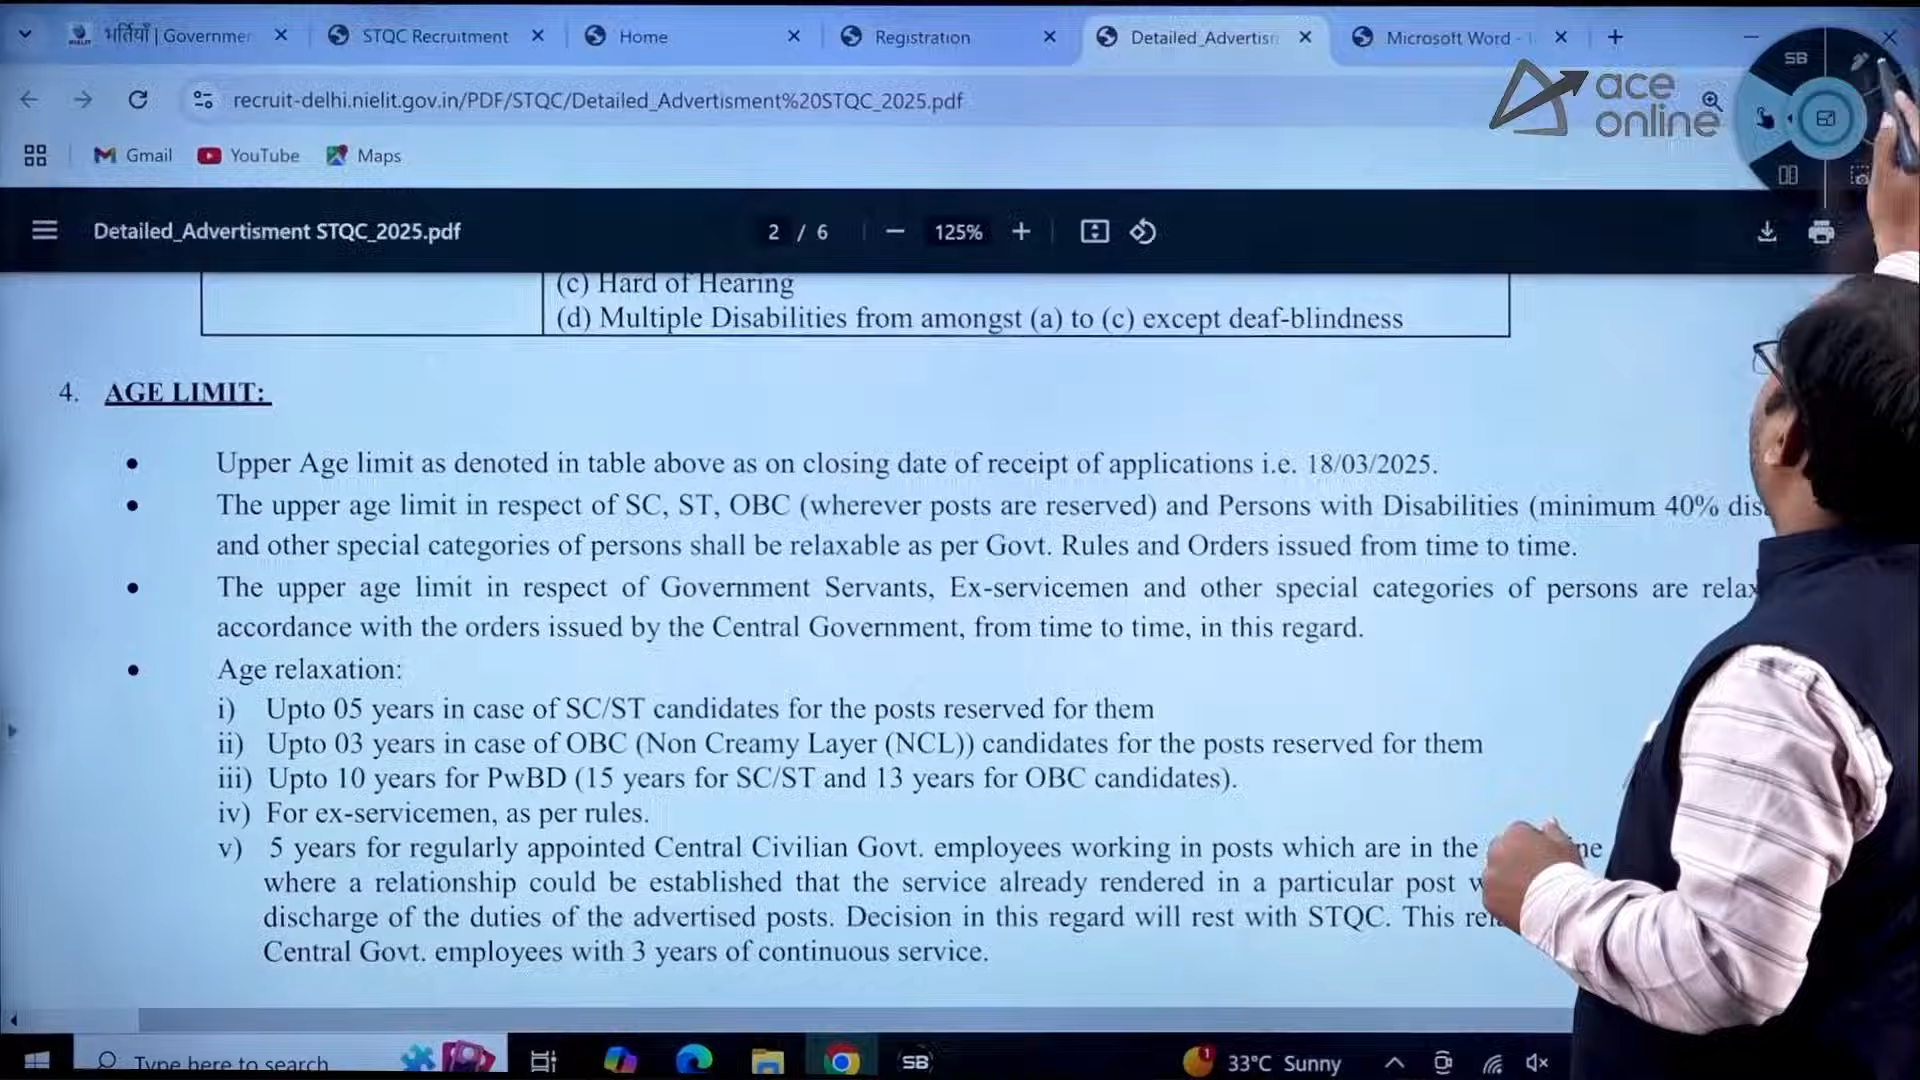 भर्तियाँ | Governmer
STQC Recruitment
Home
Registration
Detailed_Advertisn
Microsoft Word -
SB
recruit-delhi.nielit.gov.in/PDF/STQC/Detailed_Advertisment%20STQC_2025.pdf
ace
online
Gmail
YouTube
Maps
Detailed_Advertisment STQC_2025.pdf
2 / 6
125%
(c) Hard of Hearing
(d) Multiple Disabilities from amongst (a) to (c) except deaf-blindness
4. AGE LIMIT:
Upper Age limit as denoted in table above as on closing date of receipt of applications i.e. 18/03/2025.
The upper age limit in respect of SC, ST, OBC (wherever posts are reserved) and Persons with Disabilities (minimum 40% dis
and other special categories of persons shall be relaxable as per Govt. Rules and Orders issued from time to time.
The upper age limit in respect of Government Servants, Ex-servicemen and other special categories of persons are relax
accordance with the orders issued by the Central Government, from time to time, in this regard.
Age relaxation:
i) Upto 05 years in case of SC/ST candidates for the posts reserved for them
ii) Upto 03 years in case of OBC (Non Creamy Layer (NCL)) candidates for the posts reserved for them
iii) Upto 10 years for PwBD (15 years for SC/ST and 13 years for OBC candidates).
iv) For ex-servicemen, as per rules.
v) 5 years for regularly appointed Central Civilian Govt. employees working in posts which are in the ne
where a relationship could be established that the service already rendered in a particular post w
discharge of the duties of the advertised posts. Decision in this regard will rest with STQC. This rel
Central Govt. employees with 3 years of continuous service.
Type here to search
SB
1
33°C Sunny